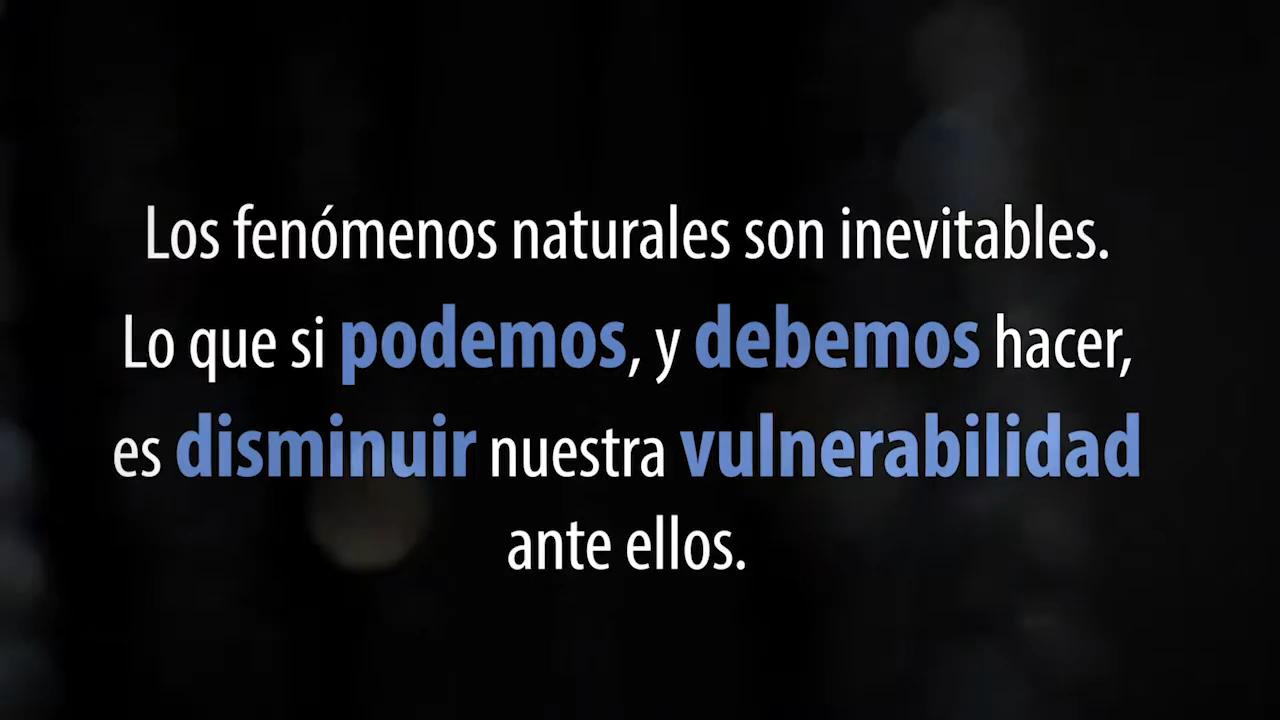 Los fenómenos naturales son inevitables.
Lo que si podemos, y debemos hacer,
es disminuir nuestra vulnerabilidad
ante ellos.